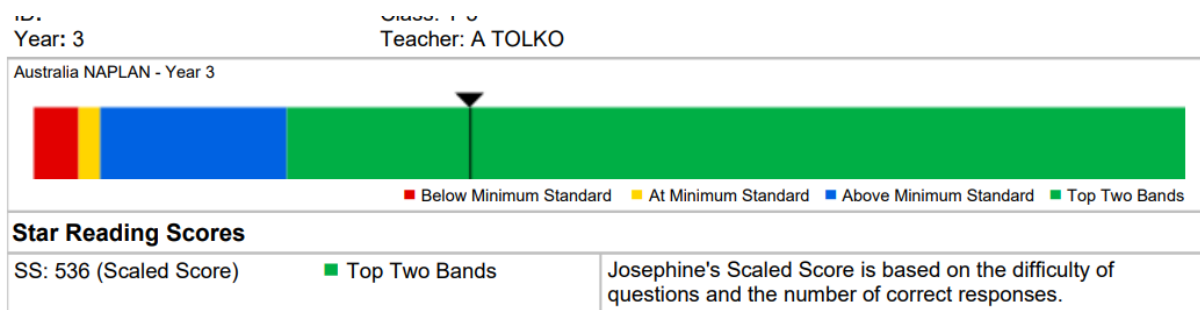 Year: 3 Teacher: A TOLKO
Australia NAPLAN - Year 3
Below Minimum Standard At Minimum Standard Above Minimum Standard Top Two Bands
Star Reading Scores
SS: 536 (Scaled Score) Top Two Bands Josephine's Scaled Score is based on the difficulty of
questions and the number of correct responses.